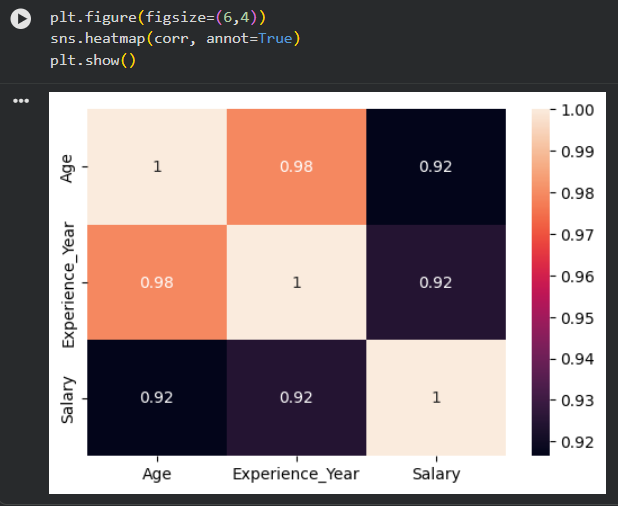 plt.figure(figsize=(6,4))
sns.heatmap(corr, annot=True)
plt.show()
1.00
Age
1
0.98
0.92
0.99
0.98
0.97
Experience_Year
0.98
1
0.92
0.96
0.95
0.94
Salary
0.92
0.92
1
0.93
0.92
Age
Experience_Year
Salary